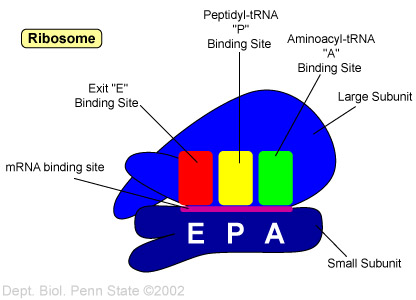 Ribosome
Peptidyl-tRNA
"P"
Binding Site
Aminoacyl-tRNA
"A"
Binding Site
Exit "E"
Binding Site
Large Subunit
mRNA binding site
E P A
Small Subunit
Dept. Biol. Penn State ©2002